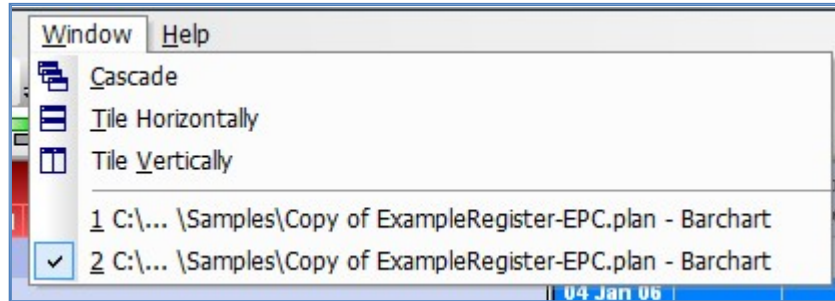 Window Help
Cascade
Tile Horizontally
Tile Vertically
1 C:\... \Samples\Copy of ExampleRegister-EPC.plan - Barchart
2 C:\... \Samples\Copy of ExampleRegister-EPC.plan - Barchart
04 Jan 06